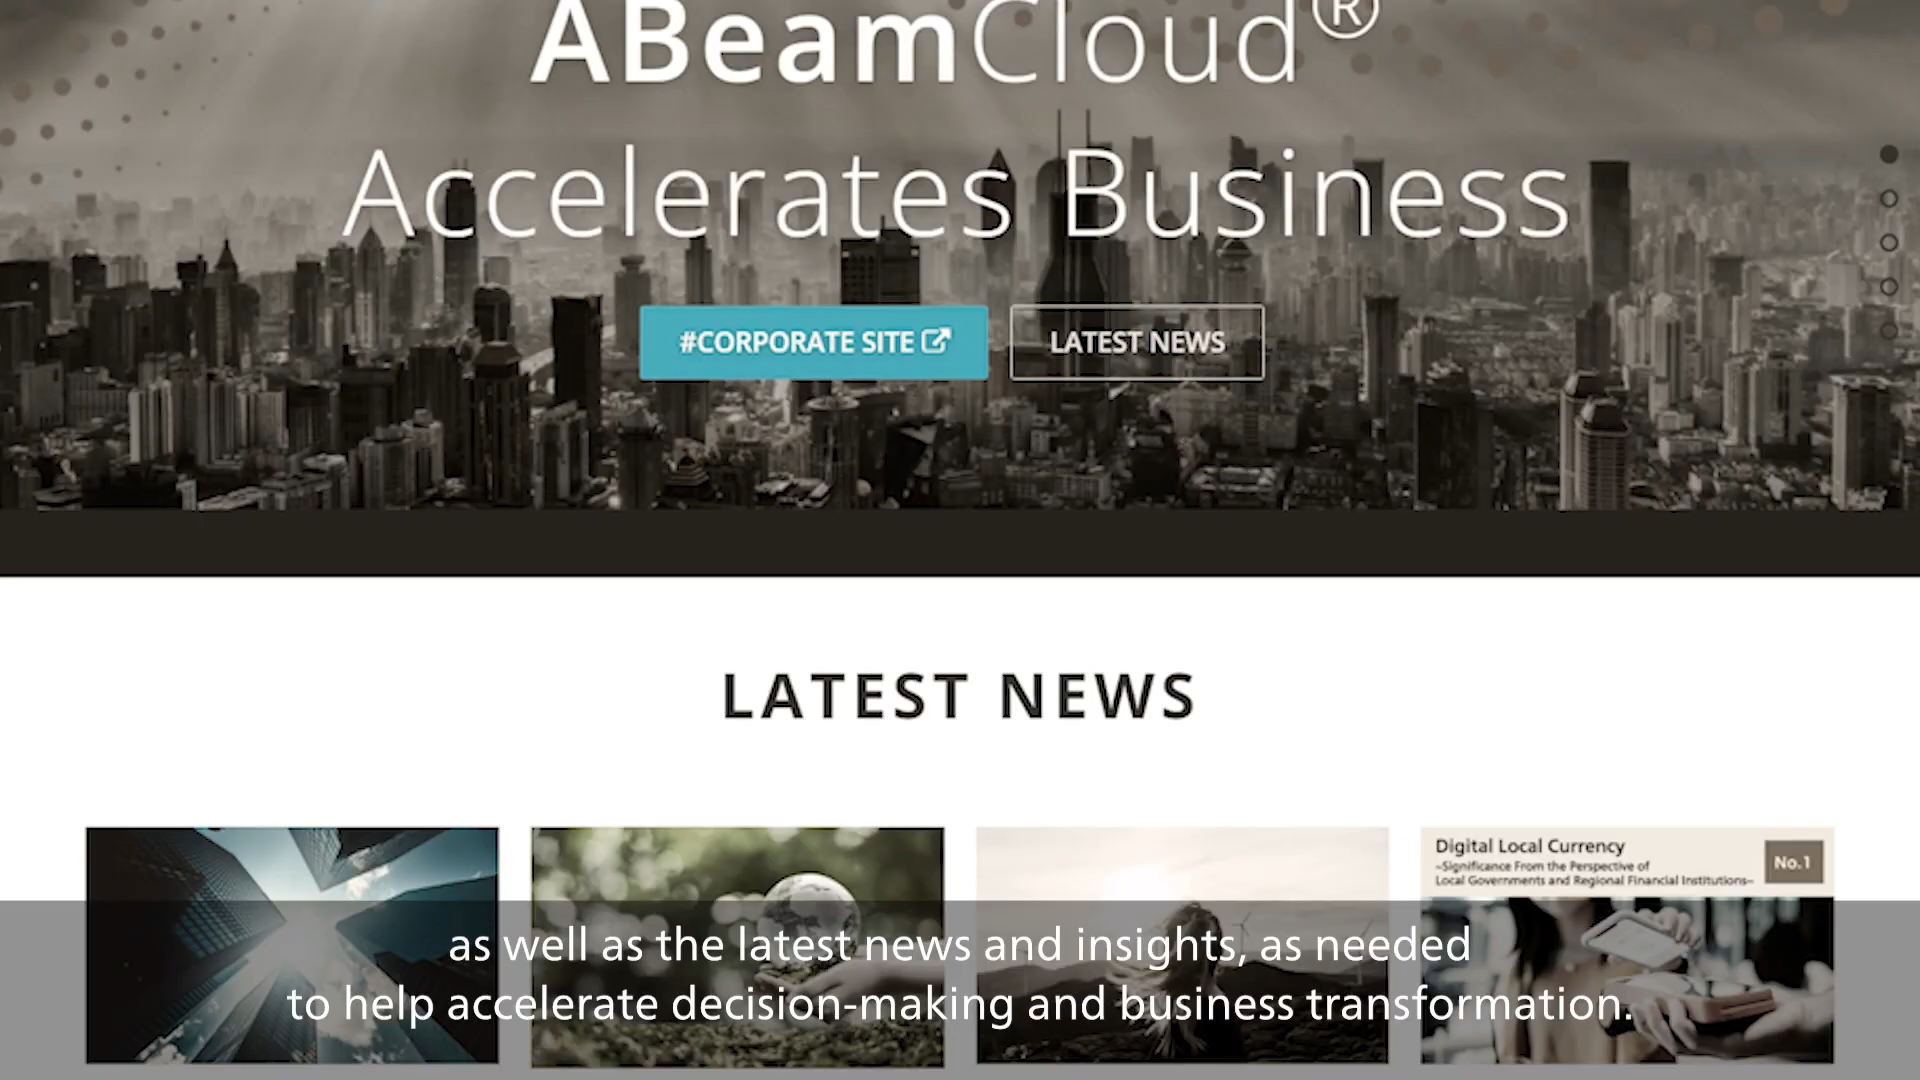 ABeamCloud®
Accelerates Business
#CORPORATE SITE
LATEST NEWS
LATEST NEWS
Digital Local Currency
~Significance From the Perspective of
Local Governments and Regional Financial Institutions~
No.1
as well as the latest news and insights, as needed
to help accelerate decision-making and business transformation.